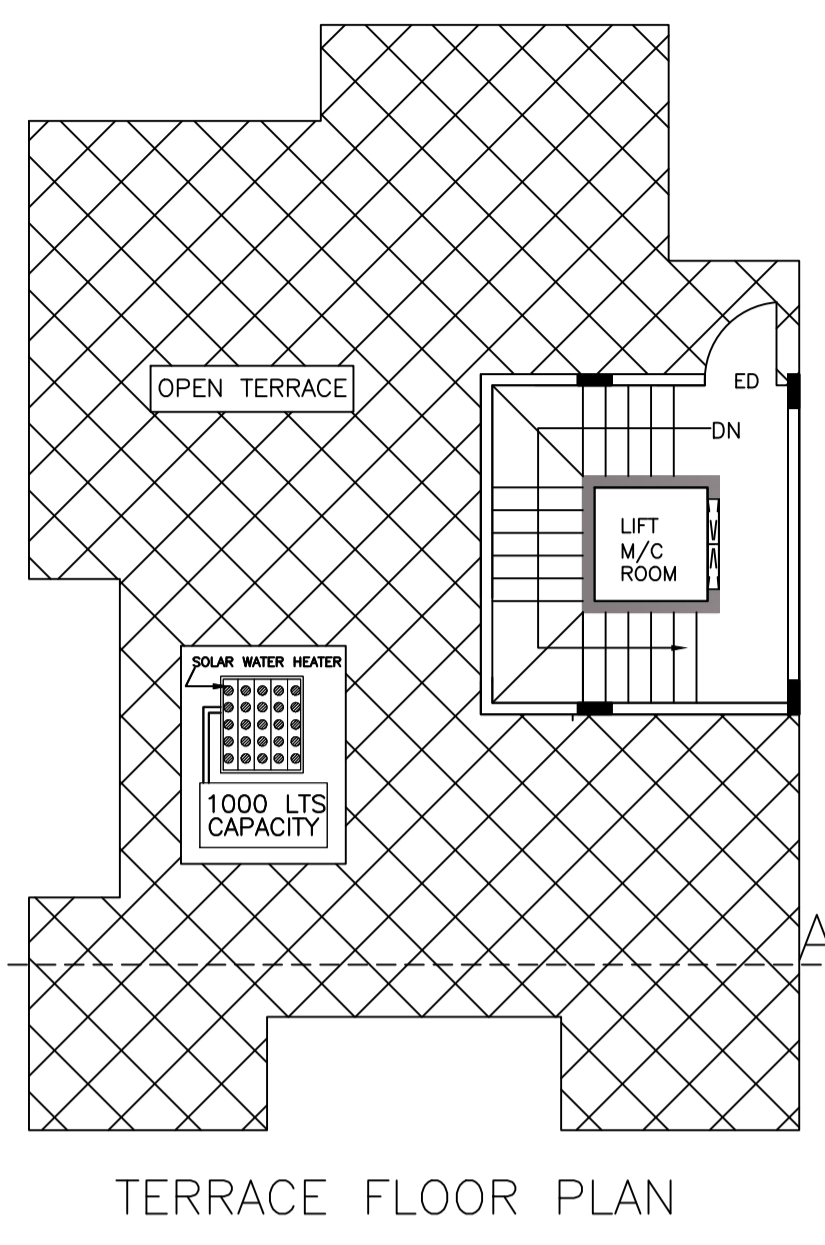 OPEN TERRACE
ED
DN
LIFT
M/C
ROOM
SOLAR WATER HEATER
1000 LTS
CAPACITY
A
TERRACE FLOOR PLAN